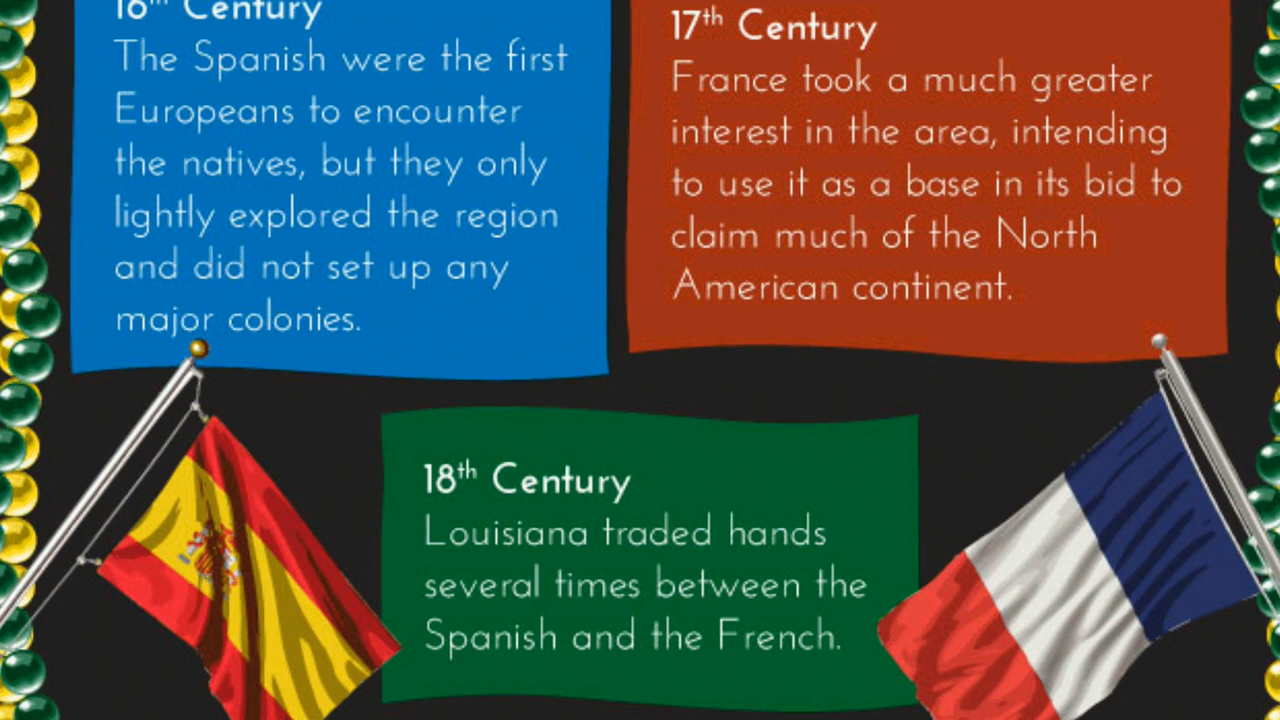 16th Century
The Spanish were the first
Europeans to encounter
the natives, but they only
lightly explored the region
and did not set up any
major colonies.
17th Century
France took a much greater
interest in the area, intending
to use it as a base in its bid to
claim much of the North
American continent.
18th Century
Louisiana traded hands
several times between the
Spanish and the French.